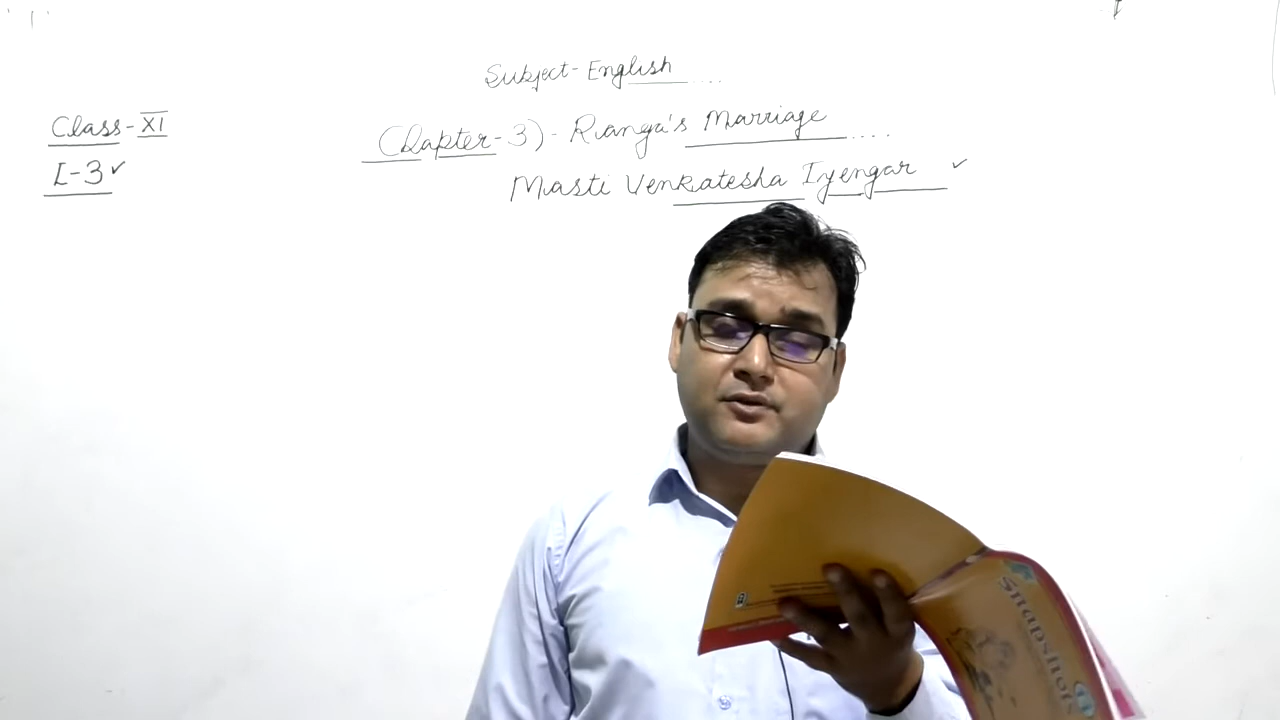 Subject-English....
Class-XI
Chapter-3)- Ranga's Marriage....
L-3✓
Masti Venkatesha Iyengar ✓
Snapshots